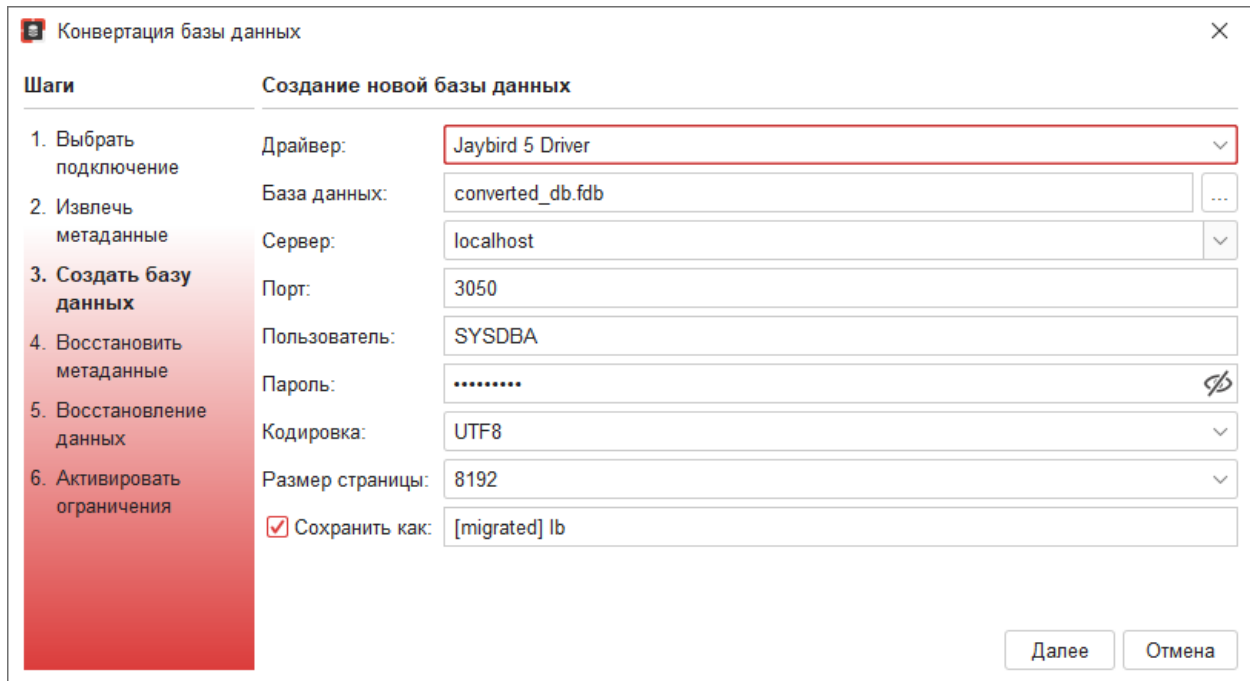 Конвертация базы данных
Шаги
1. Выбрать
подключение
2. Извлечь
метаданные
3. Создать базу
данных
4. Восстановить
метаданные
5. Восстановление
данных
6. Активировать
ограничения
Создание новой базы данных
Драйвер: Jaybird 5 Driver
База данных: converted_db.fdb ...
Сервер: localhost
Порт: 3050
Пользователь: SYSDBA
Пароль: •••••••••
Кодировка: UTF8
Размер страницы: 8192
Сохранить как: [migrated] lb
Далее Отмена